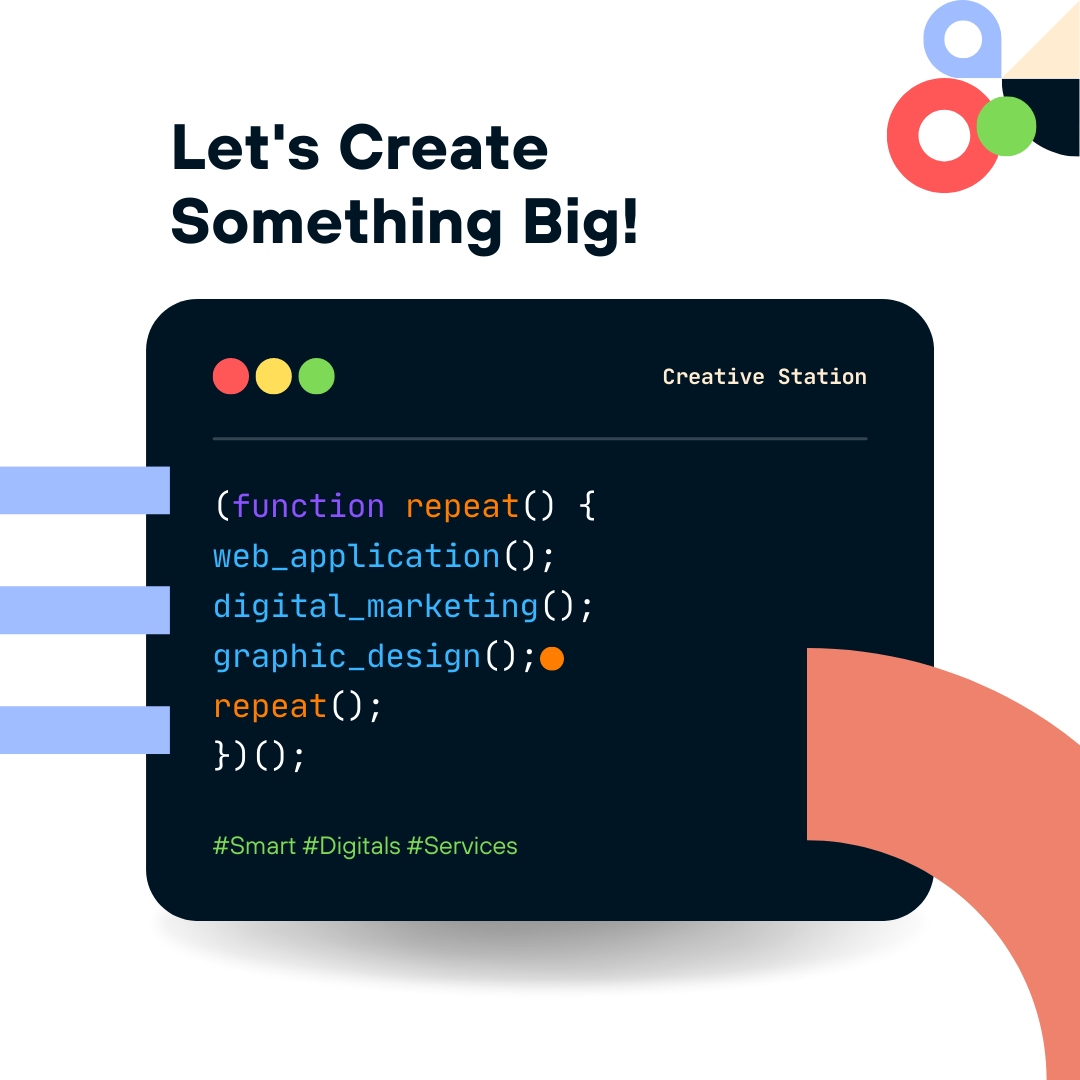 Let's Create
Something Big!
Creative Station
(function repeat() {
web_application();
digital_marketing();
graphic_design();
repeat();
})();
#Smart #Digitals #Services